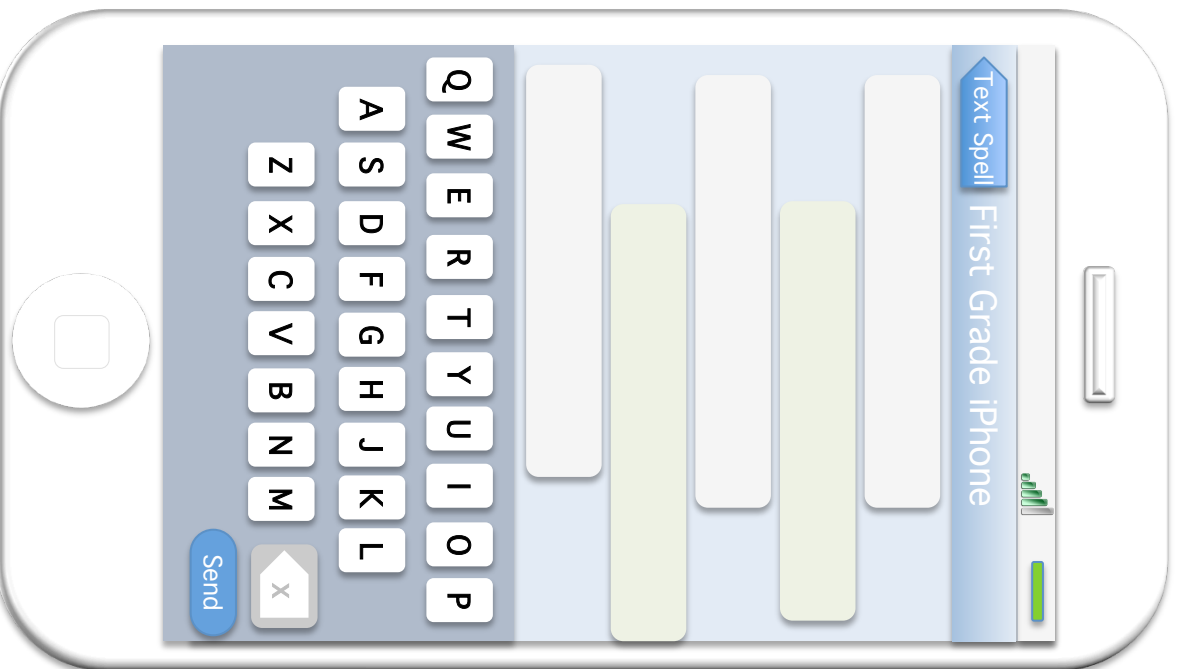 Text Spell First Grade iPhone
Q W E R T Y U I O P
A S D F G H J K L
Z X C V B N M x
Send